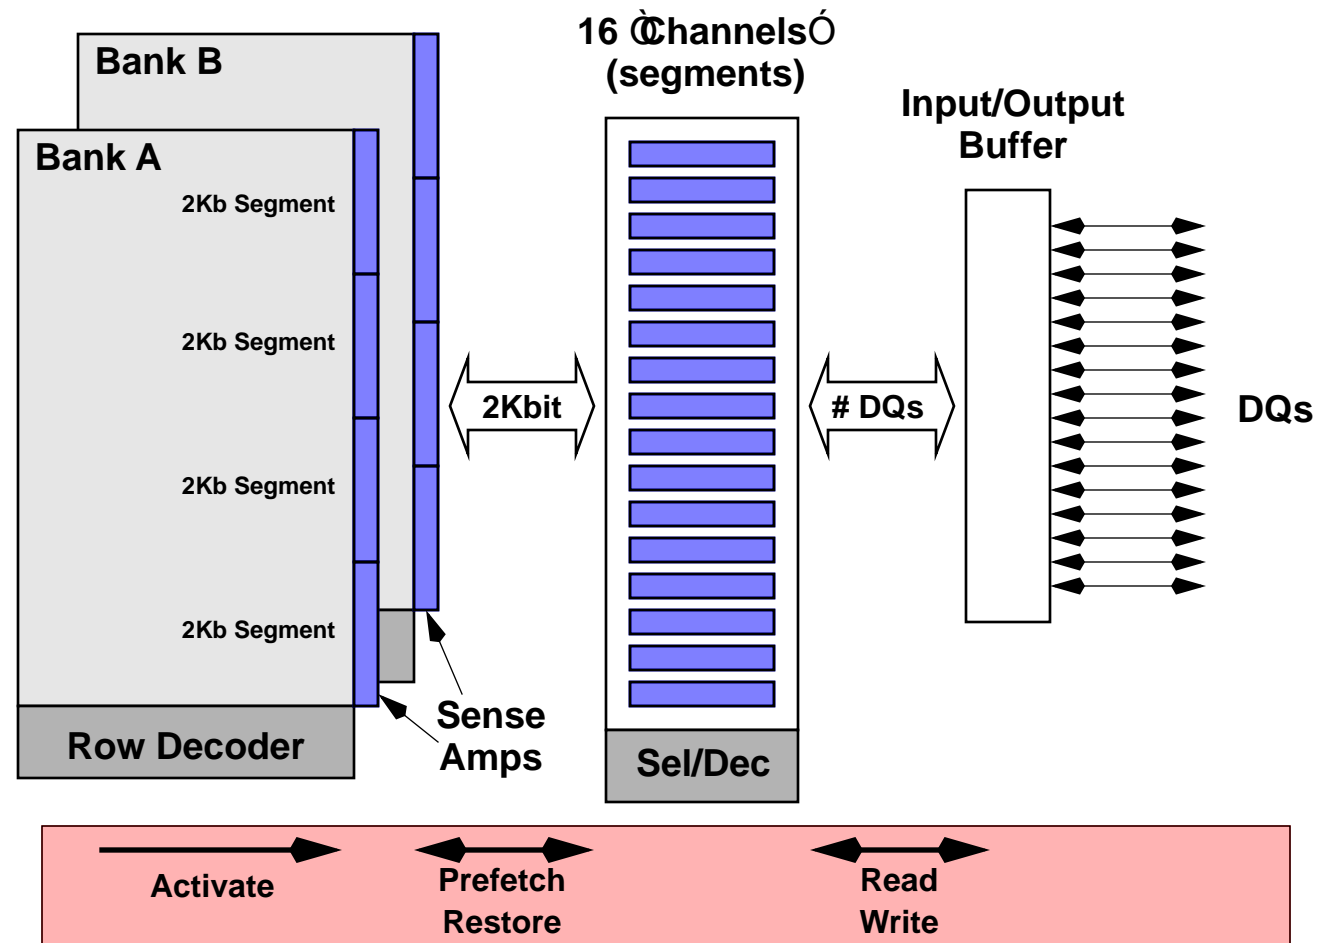 16 ÒChannelsÓ
(segments)
Bank B
Input/Output
Buffer
Bank A
2Kb Segment
2Kb Segment
2Kbit
# DQs
DQs
2Kb Segment
2Kb Segment
Sense
Amps
Row Decoder
Sel/Dec
Activate
Prefetch
Restore
Read
Write